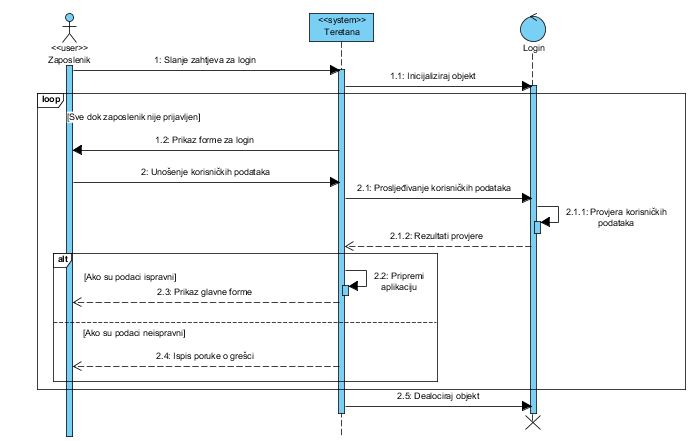 <<user>>
Zaposlenik
<<system>>
Teretana
Login
1: Slanje zahtjeva za login
1.1: Inicijaliziraj objekt
loop
[Sve dok zaposlenik nije prijavljen]
1.2: Prikaz forme za login
2: Unošenje korisničkih podataka
2.1: Prosljeđivanje korisničkih podataka
2.1.1: Provjera korisničkih
podataka
2.1.2: Rezultati provjere
alt
[Ako su podaci ispravni]
2.2: Pripremi
aplikaciju
2.3: Prikaz glavne forme
[Ako su podaci neispravni]
2.4: Ispis poruke o grešci
2.5: Dealociraj objekt